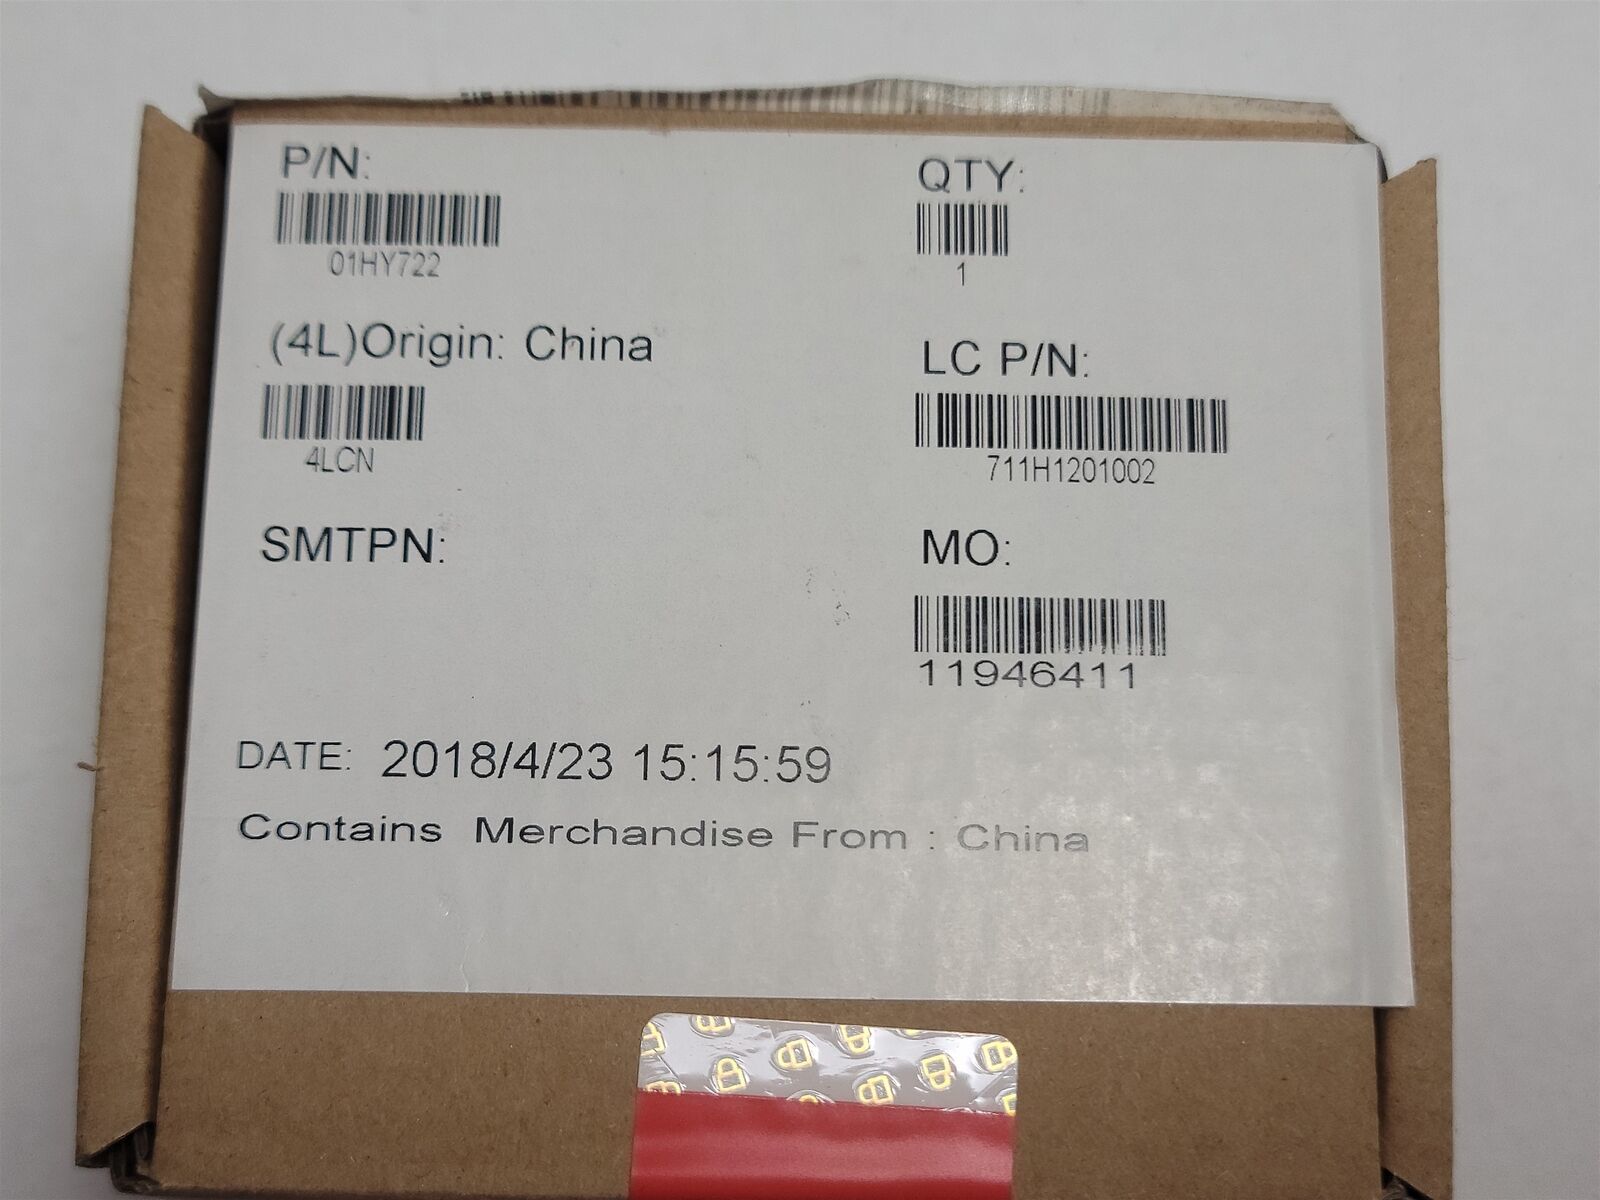 P/N:
01HY722
QTY:
1
(4L)Origin: China
4LCN
LC P/N:
711H1201002
SMTPN:
MO:
11946411
DATE: 2018/4/23 15:15:59
Contains Merchandise From : China